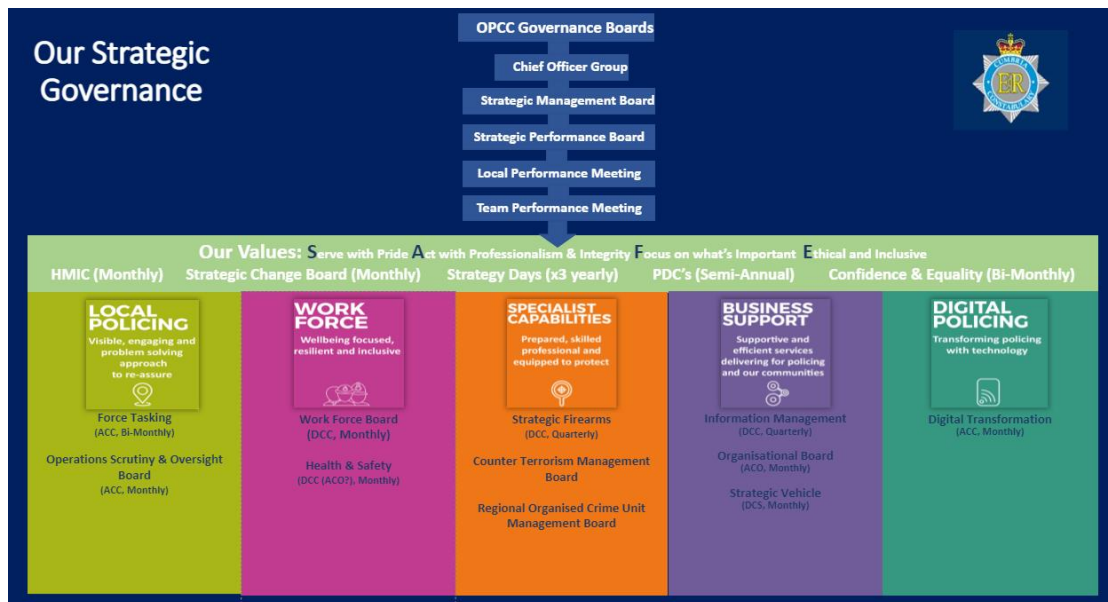 Our Strategic
Governance
OPCC Governance Boards
Chief Officer Group
Strategic Management Board
Strategic Performance Board
Local Performance Meeting
Team Performance Meeting
CUMBRIA
ER
CONSTABULARY
Our Values: Serve with Pride Act with Professionalism & Integrity Focus on what's Important Ethical and Inclusive
HMIC (Monthly) Strategic Change Board (Monthly) Strategy Days (x3 yearly) PDC's (Semi-Annual) Confidence & Equality (Bi-Monthly)
LOCAL
POLICING
Visible, engaging and
problem solving
approach
to re-assure
Force Tasking
(ACC, Bi-Monthly)
Operations Scrutiny & Oversight
Board
(ACC, Monthly)
WORK
FORCE
Wellbeing focused,
resilient and inclusive
Work Force Board
(DCC, Monthly)
Health & Safety
(DCC (ACO?), Monthly)
SPECIALIST
CAPABILITIES
Prepared, skilled
professional and
equipped to protect
Strategic Firearms
(DCC, Quarterly)
Counter Terrorism Management
Board
Regional Organised Crime Unit
Management Board
BUSINESS
SUPPORT
Supportive and
efficient services
delivering for policing
and our communities
Information Management
(DCC, Quarterly)
Organisational Board
(ACO, Monthly)
Strategic Vehicle
(DCS, Monthly)
DIGITAL
POLICING
Transforming policing
with technology
Digital Transformation
(ACC, Monthly)